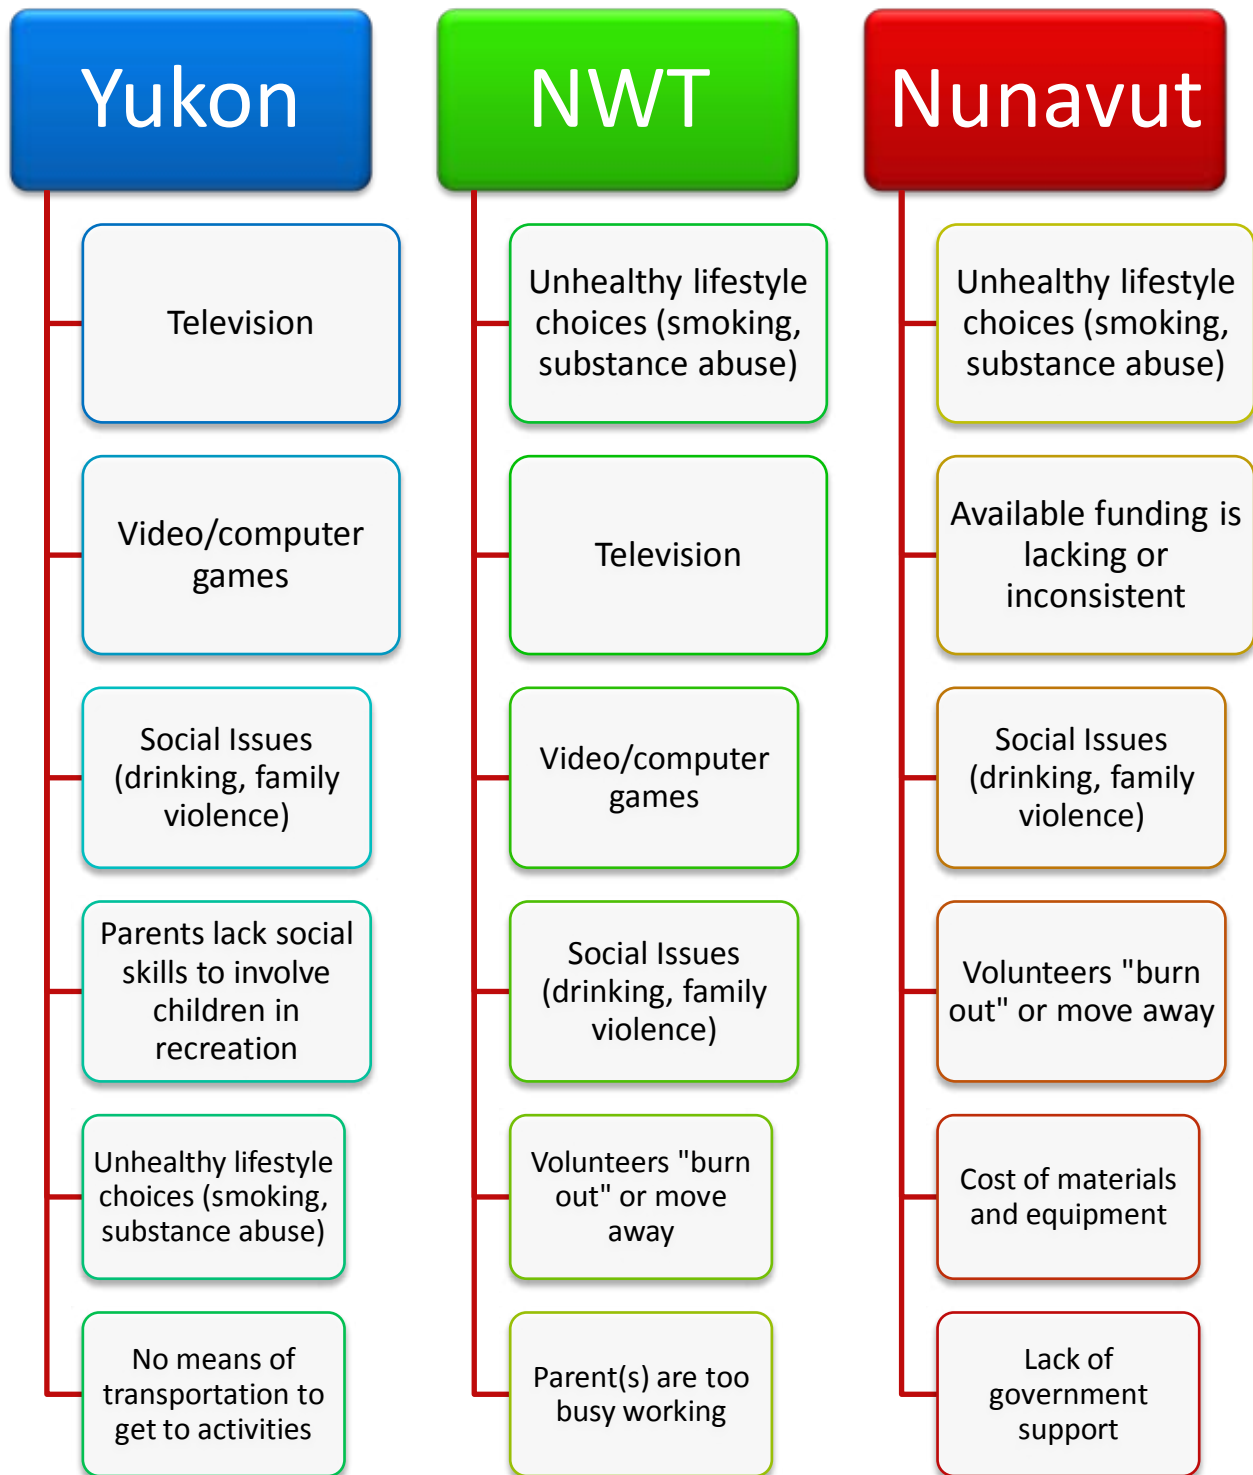 Yukon
Television
Video/computer
games
Social Issues
(drinking, family
violence)
Parents lack social
skills to involve
children in
recreation
Unhealthy lifestyle
choices (smoking,
substance abuse)
No means of
transportation to
get to activities
NWT
Unhealthy lifestyle
choices (smoking,
substance abuse)
Television
Video/computer
games
Social Issues
(drinking, family
violence)
Volunteers "burn
out" or move
away
Parent(s) are too
busy working
Nunavut
Unhealthy lifestyle
choices (smoking,
substance abuse)
Available funding is
lacking or
inconsistent
Social Issues
(drinking, family
violence)
Volunteers "burn
out" or move away
Cost of materials
and equipment
Lack of
government
support